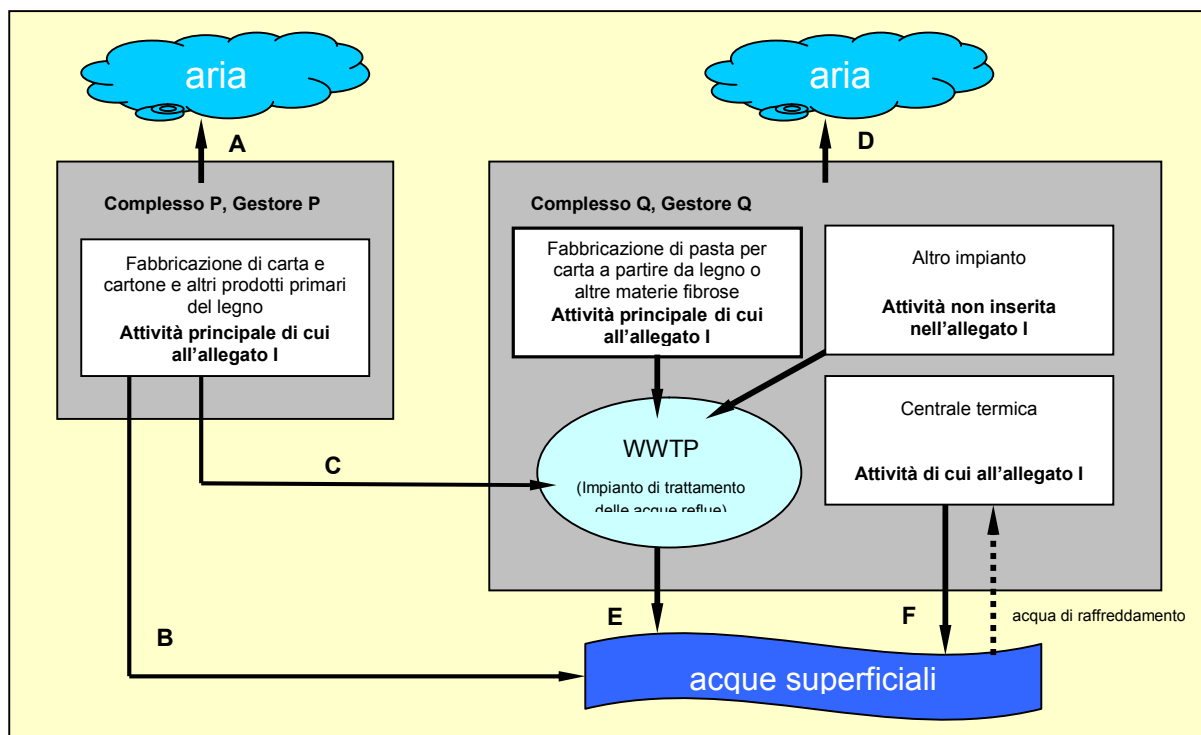 aria
aria
A
D
Complesso P, Gestore P
Fabbricazione di carta e
cartone e altri prodotti primari
del legno
Attività principale di cui
all'allegato I
Complesso Q, Gestore Q
Fabbricazione di pasta per
carta a partire da legno o
altre materie fibrose
Attività principale di cui
all'allegato I
Altro impianto
Attività non inserita
nell'allegato I
Centrale termica
Attività di cui all'allegato I
WWTP
(Impianto di trattamento
delle acque reflue)
C
B
E
F
acqua di raffreddamento
acque superficiali